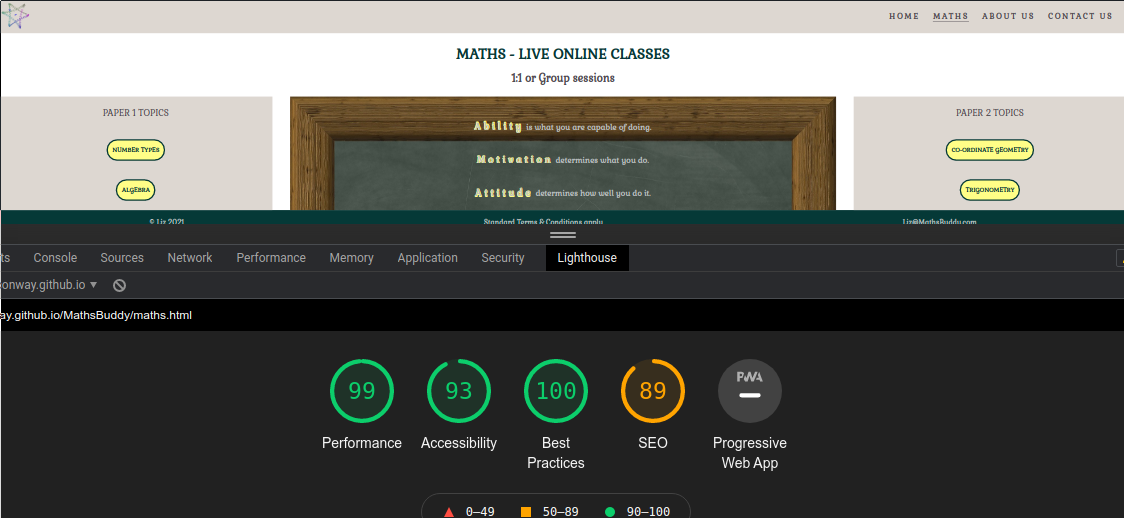 HOME MATHS ABOUT US CONTACT US
MATHS - LIVE ONLINE CLASSES
1:1 or Group sessions
PAPER 1 TOPICS
NUMBER TYPES
ALGEBRA
Ability is what you are capable of doing.
Motivation determines what you do.
Attitude determines how well you do it.
PAPER 2 TOPICS
CO-ORDINATE GEOMETRY
TRIGONOMETRY
© Liz 2021 Standard Terms & Conditions apply Liz@MathsBuddy.com
ts Console Sources Network Performance Memory Application Security Lighthouse
onway.github.io ▼
ay.github.io/MathsBuddy/maths.html
99 93 100 89 PWA
Performance Accessibility Best Practices SEO Progressive Web App
0–49 50–89 90–100